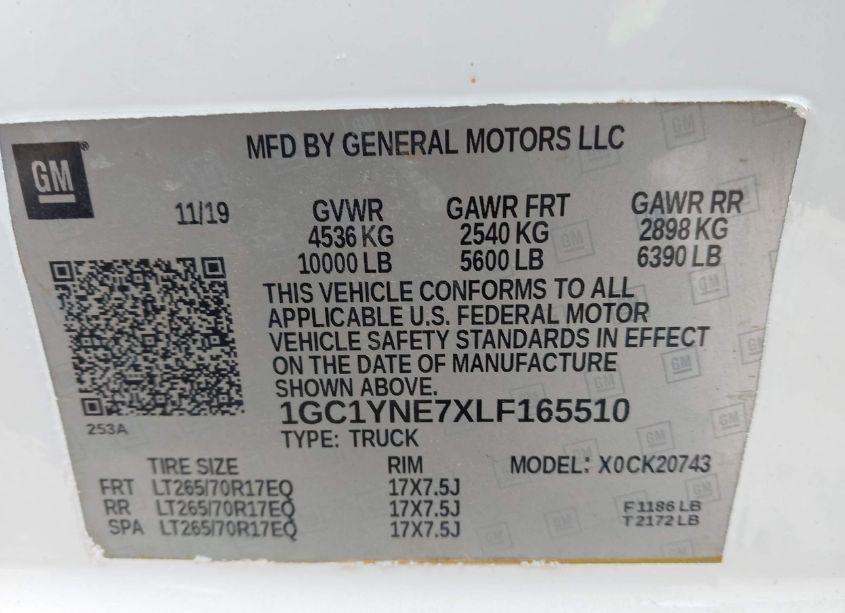 GM®
MFD BY GENERAL MOTORS LLC
11/19 GVWR GAWR FRT GAWR RR
4536 KG 2540 KG 2898 KG
10000 LB 5600 LB 6390 LB
THIS VEHICLE CONFORMS TO ALL
APPLICABLE U.S. FEDERAL MOTOR
VEHICLE SAFETY STANDARDS IN EFFECT
ON THE DATE OF MANUFACTURE
SHOWN ABOVE.
253A
1GC1YNE7XLF165510
TYPE: TRUCK
TIRE SIZE RIM MODEL: X0CK20743
FRT LT265/70R17EQ 17X7.5J
RR LT265/70R17EQ 17X7.5J F1186 LB
SPA LT265/70R17EQ 17X7.5J T2172 LB